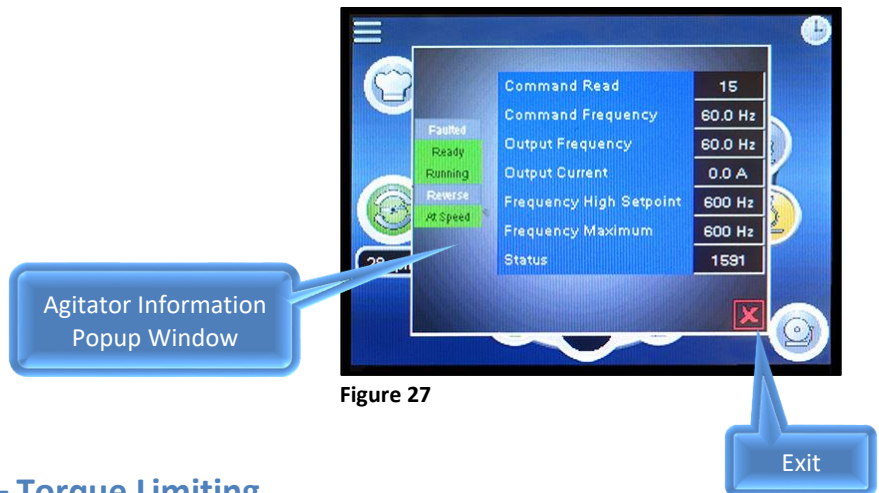 Command Read 15
Command Frequency 60.0 Hz
Output Frequency 60.0 Hz
Output Current 0.0 A
Frequency High Setpoint 600 Hz
Frequency Maximum 600 Hz
Status 1591
Faulted
Ready
Running
Reverse
At Speed
Agitator Information
Popup Window
Figure 27
Exit
Torque Limiting